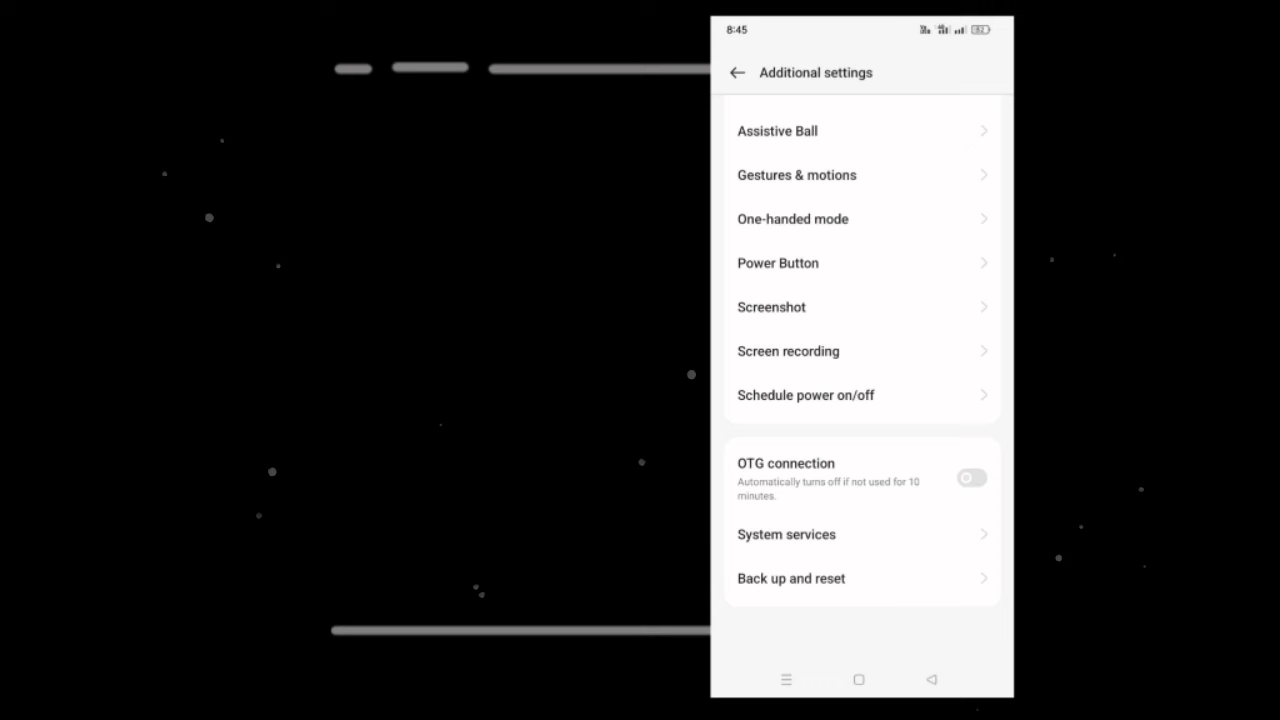 8:45
82
Additional settings
Assistive Ball
Gestures & motions
One-handed mode
Power Button
Screenshot
Screen recording
Schedule power on/off
OTG connection
Automatically turns off if not used for 10
minutes.
System services
Back up and reset